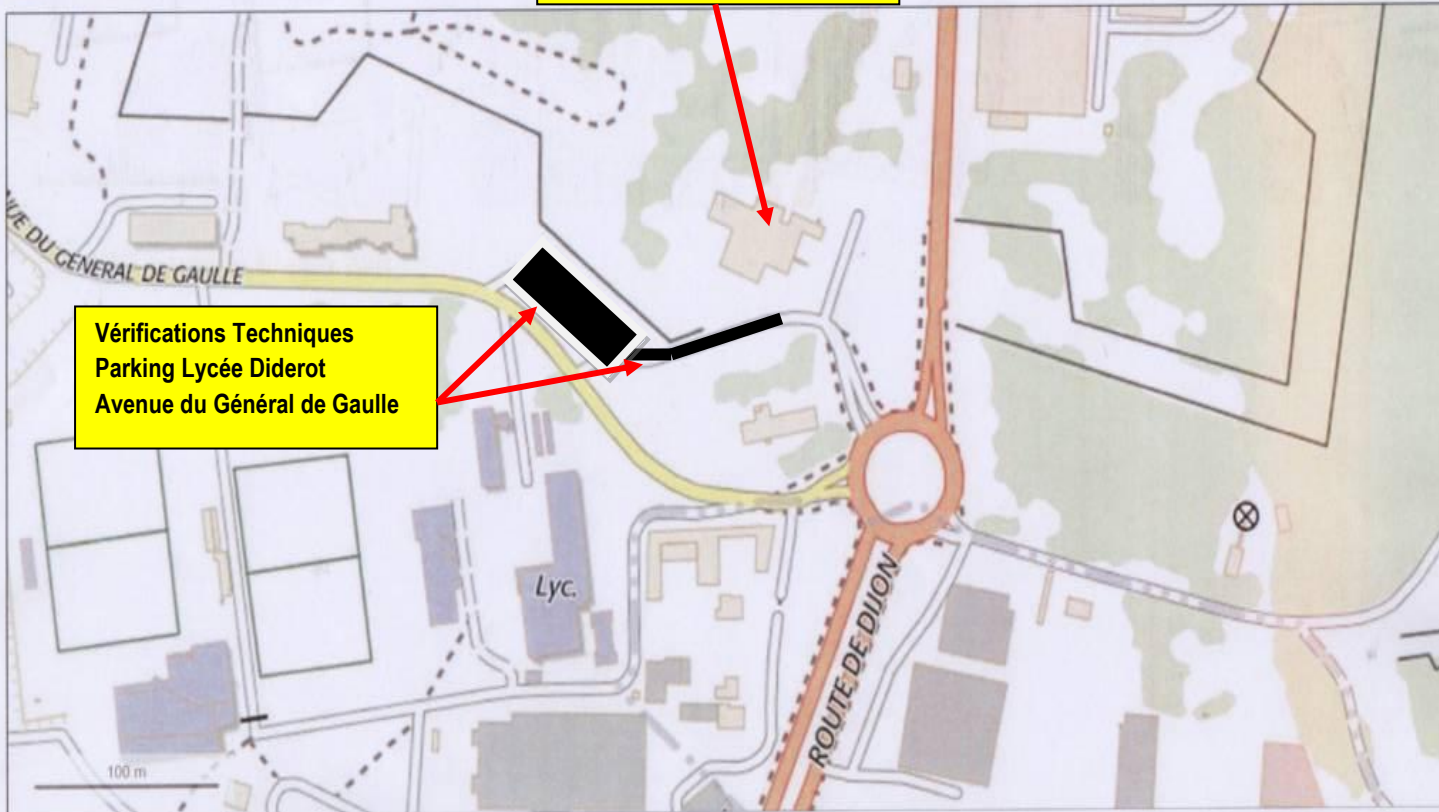 UE DU GÉNÉRAL DE GAULLE
Vérifications Techniques
Parking Lycée Diderot
Avenue du Général de Gaulle
Lyc.
ROUTE DE DIJON
100 m